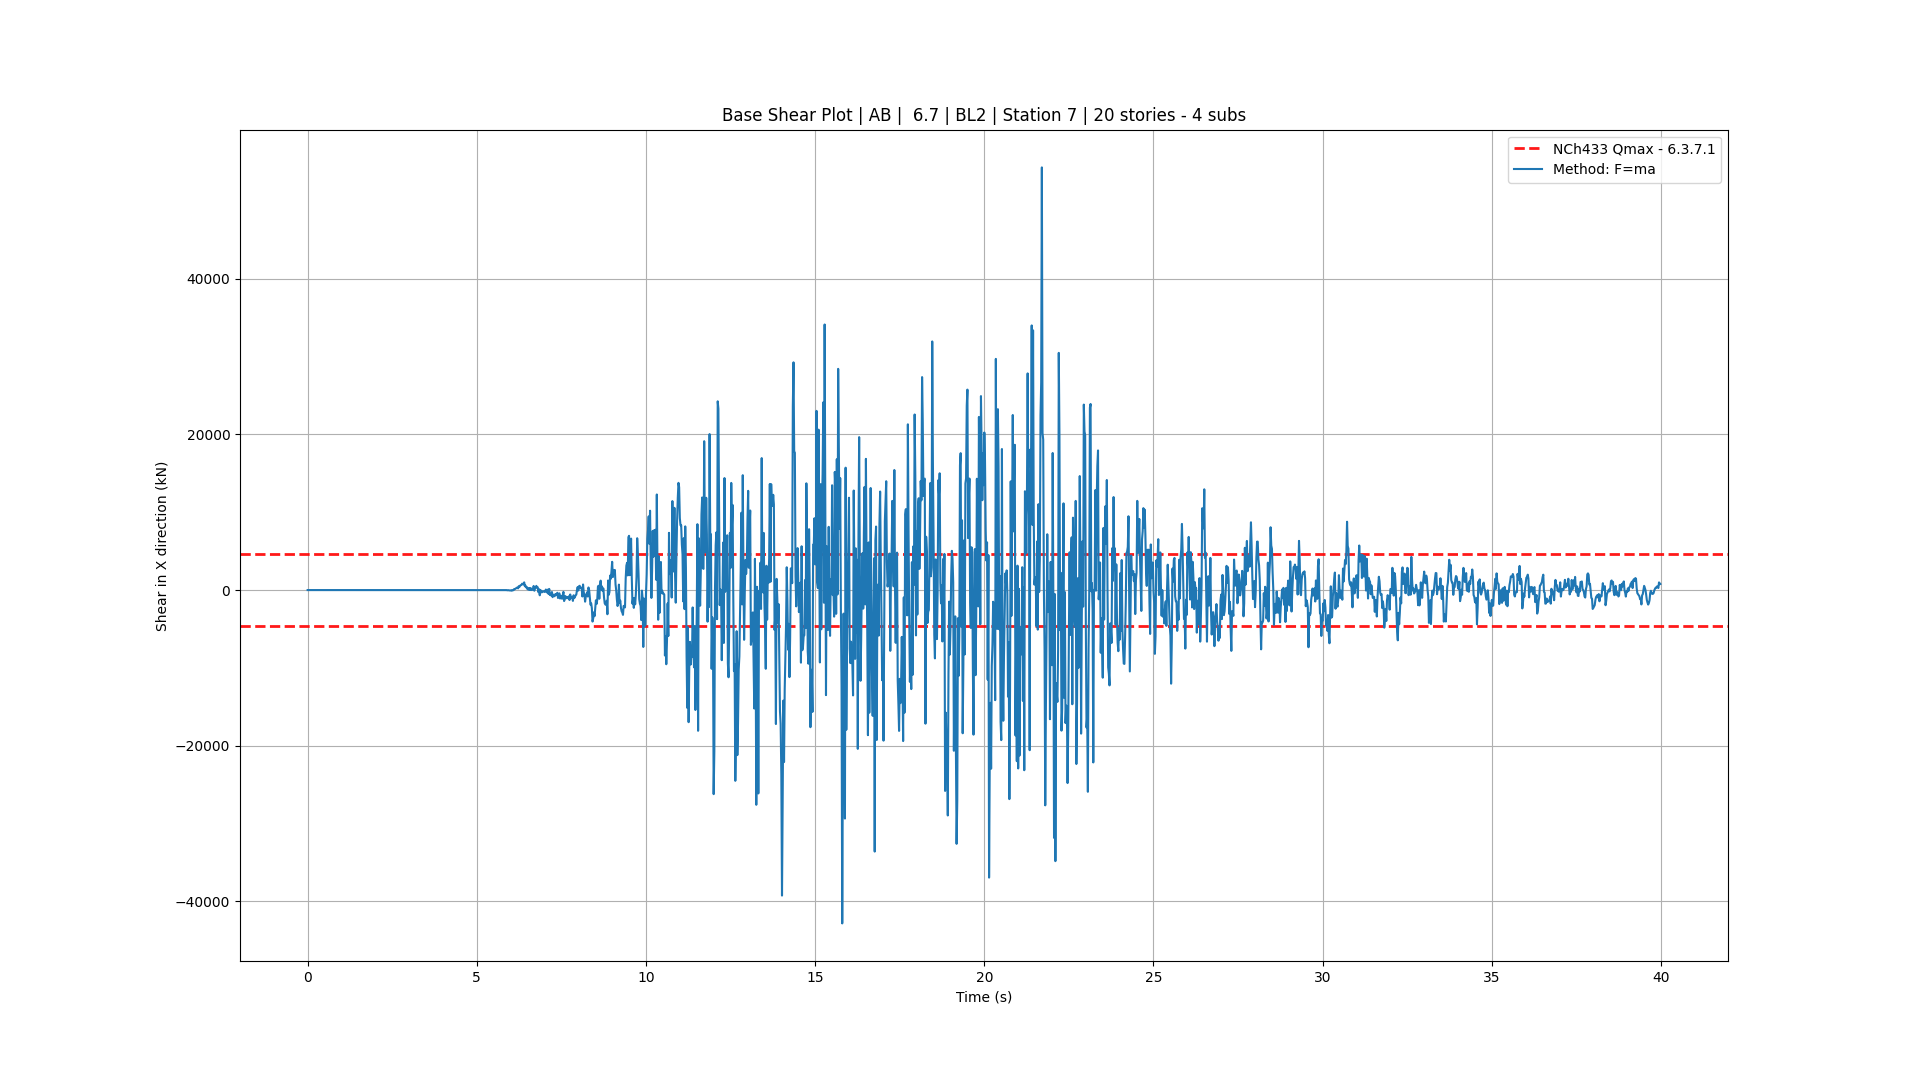 Base Shear Plot | AB |  6.7 | BL2 | Station 7 | 20 stories - 4 subs
NCh433 Qmax - 6.3.7.1
Method: F=ma
Shear in X direction (kN)
40000
20000
0
−20000
−40000
0 5 10 15 20 25 30 35 40
Time (s)